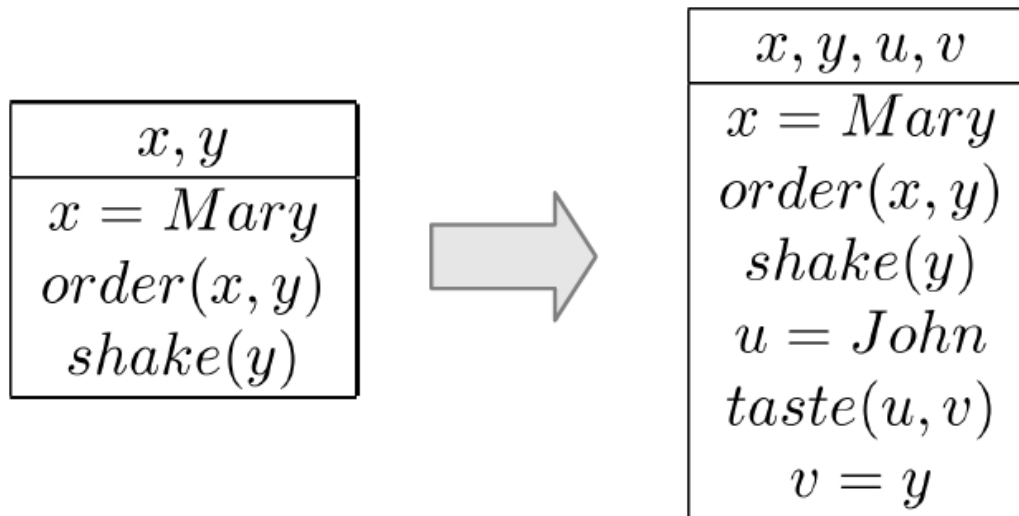 x, y
x = Mary
order(x, y)
shake(y)
x, y, u, v
x = Mary
order(x, y)
shake(y)
u = John
taste(u, v)
v = y